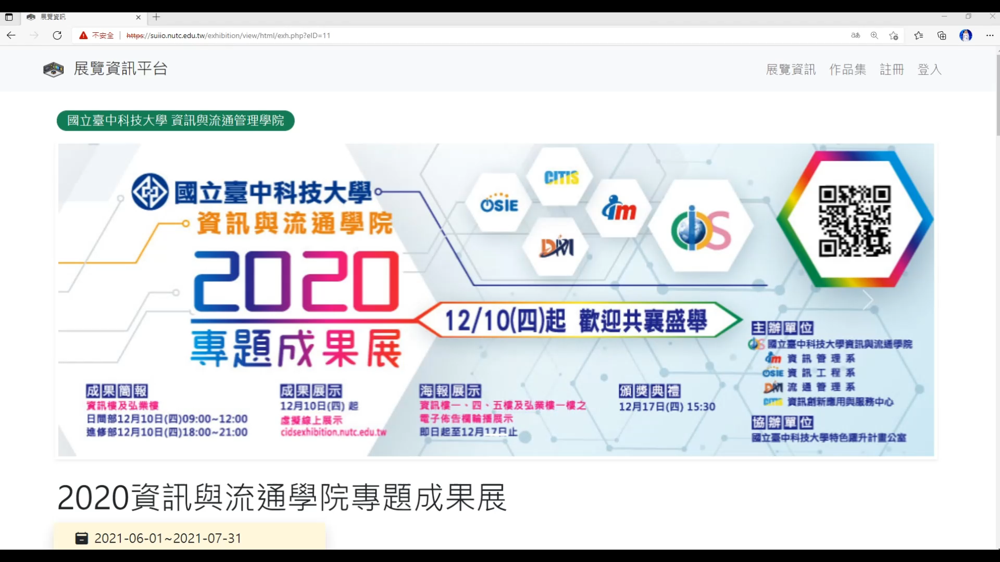 展覽資訊
不安全
https://suiio.nutc.edu.tw/exhibition/view/html/exh.php?eID=11
aあ
展覽資訊平台
展覽資訊 作品集 註冊 登入
國立臺中科技大學 資訊與流通管理學院
國立臺中科技大學
資訊與流通學院
2020
專題成果展
OSIE
CITIS
im
DM
CIDS
12/10(四)起 歡迎共襄盛舉
成果簡報
資訊樓及弘業樓
日間部12月10日(四)09:00~12:00
進修部12月10日(四)18:00~21:00
成果展示
12月10日(四) 起
虛擬線上展示
cidsexhibition.nutc.edu.tw
海報展示
資訊樓一、四、五樓及弘業樓一樓之
電子佈告欄輪播展示
即日起至12月17日止
頒獎典禮
12月17日(四) 15:30
主辦單位
國立臺中科技大學資訊與流通學院
im 資訊管理系
OSIE 資訊工程系
DM 流通管理系
CITIS 資訊創新應用與服務中心
協辦單位
國立臺中科技大學特色躍升計畫公室
2020資訊與流通學院專題成果展
2021-06-01~2021-07-31